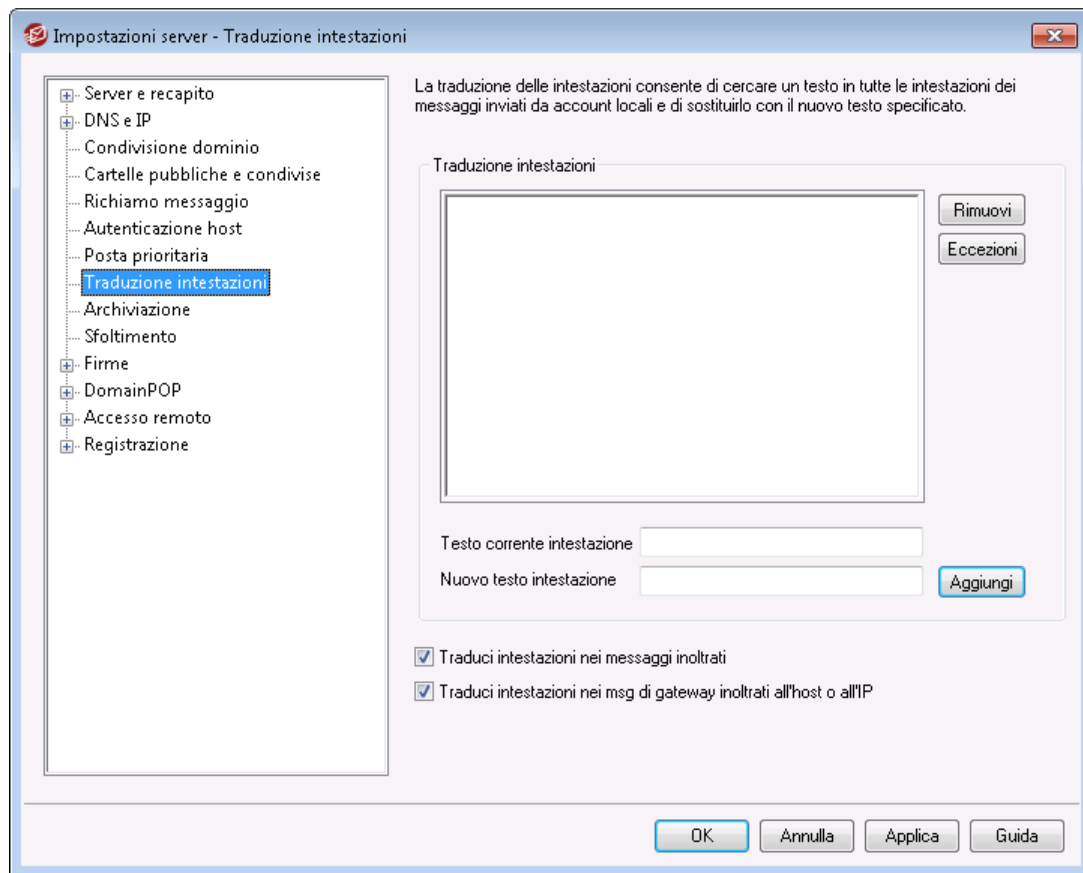 Impostazioni server - Traduzione intestazioni
Server e recapito
DNS e IP
Condivisione dominio
Cartelle pubbliche e condivise
Richiamo messaggio
Autenticazione host
Posta prioritaria
Traduzione intestazioni
Archiviazione
Sfoltimento
Firme
DomainPOP
Accesso remoto
Registrazione
La traduzione delle intestazioni consente di cercare un testo in tutte le intestazioni dei
messaggi inviati da account locali e di sostituirlo con il nuovo testo specificato.
Traduzione intestazioni
Rimuovi
Eccezioni
Testo corrente intestazione
Nuovo testo intestazione
Aggiungi
Traduci intestazioni nei messaggi inoltrati
Traduci intestazioni nei msg di gateway inoltrati all'host o all'IP
OK
Annulla
Applica
Guida